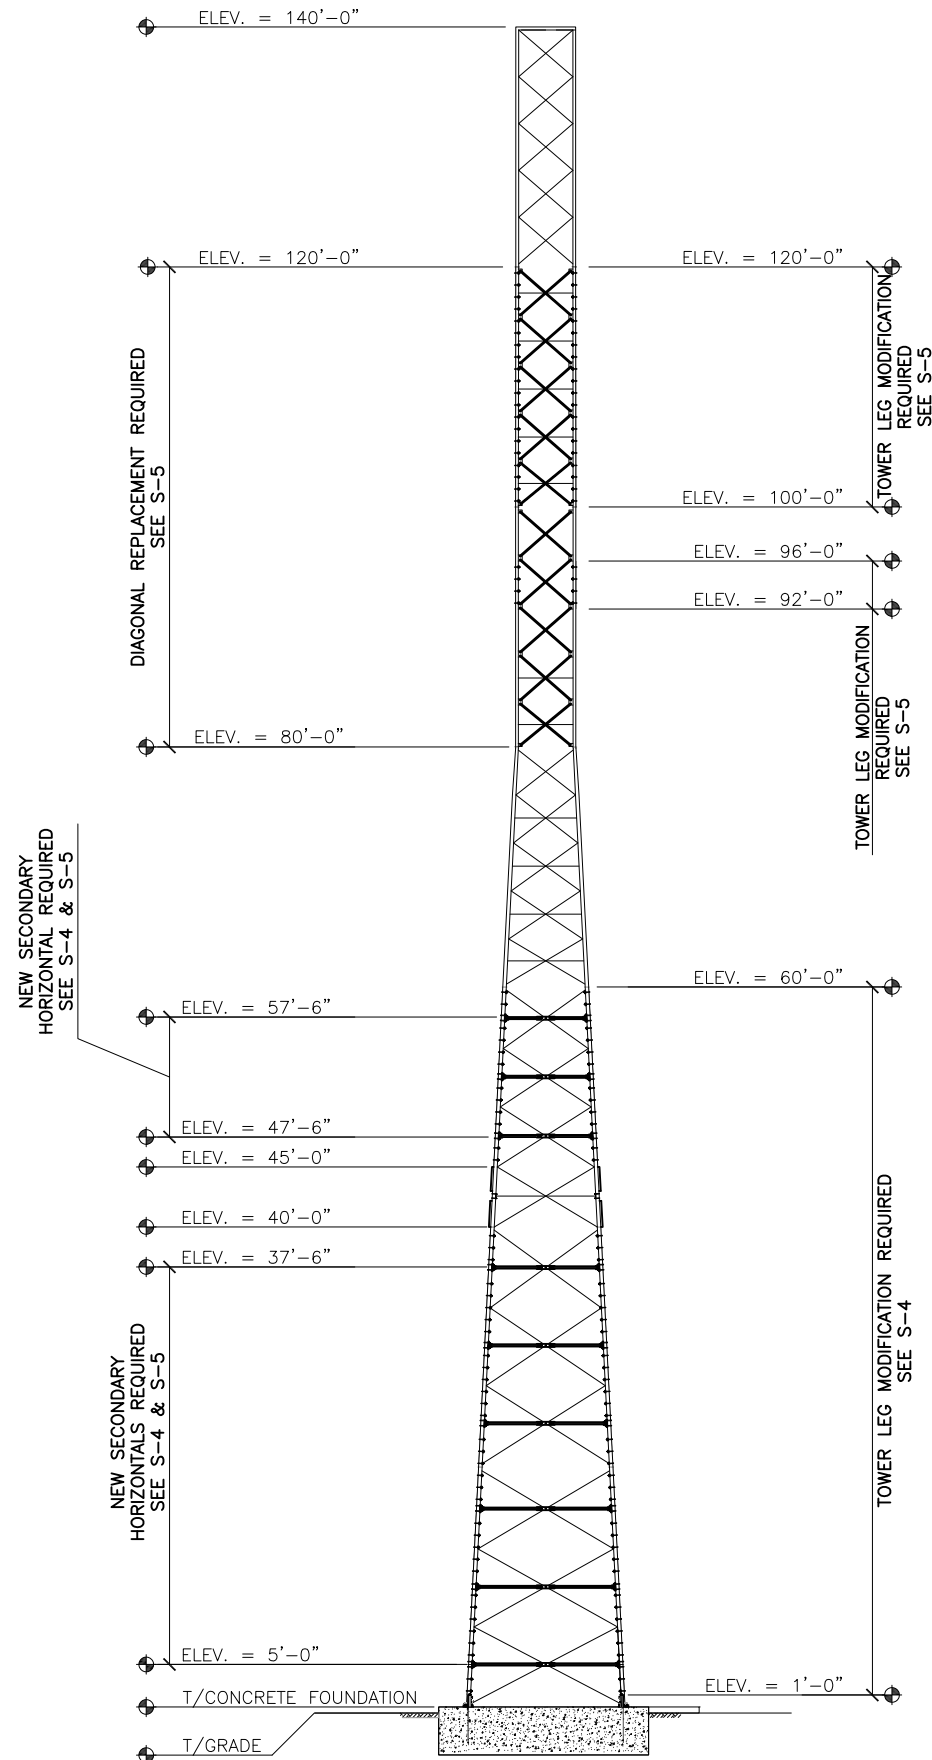 ELEV. = 140'-0"
ELEV. = 120'-0"
ELEV. = 120'-0"
DIAGONAL REPLACEMENT REQUIRED
SEE S-5
TOWER LEG MODIFICATION
REQUIRED
SEE S-5
ELEV. = 100'-0"
ELEV. = 96'-0"
ELEV. = 92'-0"
TOWER LEG MODIFICATION
REQUIRED
SEE S-5
ELEV. = 80'-0"
NEW SECONDARY
HORIZONTAL REQUIRED
SEE S-4 & S-5
ELEV. = 60'-0"
ELEV. = 57'-6"
ELEV. = 47'-6"
ELEV. = 45'-0"
ELEV. = 40'-0"
ELEV. = 37'-6"
TOWER LEG MODIFICATION REQUIRED
SEE S-4
NEW SECONDARY
HORIZONTALS REQUIRED
SEE S-4 & S-5
ELEV. = 5'-0"
ELEV. = 1'-0"
T/CONCRETE FOUNDATION
T/GRADE